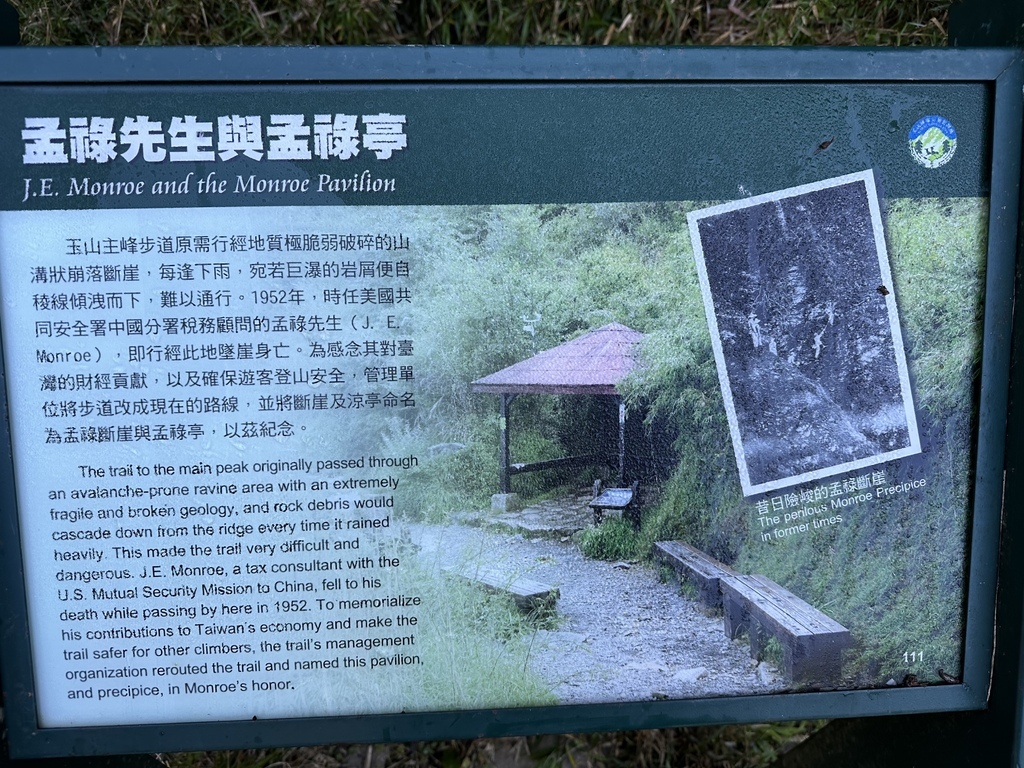 孟祿先生與孟祿亭
J.E. Monroe and the Monroe Pavilion
玉山主峰步道原需行經地質極脆弱破碎的山
溝狀崩落斷崖，每逢下雨，宛若巨瀑的岩屑便自
稜線傾洩而下，難以通行。1952年，時任美國共
同安全署中國分署稅務顧問的孟祿先生（J. E.
Monroe），即行經此地墜崖身亡。為感念其對臺
灣的財經貢獻，以及確保遊客登山安全，管理單
位將步道改成現在的路線，並將斷崖及涼亭命名
為孟祿斷崖與孟祿亭，以茲紀念。
The trail to the main peak originally passed through
an avalanche-prone ravine area with an extremely
fragile and broken geology, and rock debris would
cascade down from the ridge every time it rained
heavily. This made the trail very difficult and
dangerous. J.E. Monroe, a tax consultant with the
U.S. Mutual Security Mission to China, fell to his
death while passing by here in 1952. To memorialize
his contributions to Taiwan's economy and make the
trail safer for other climbers, the trail's management
organization rerouted the trail and named this pavilion,
and precipice, in Monroe's honor.
昔日險峻的孟祿斷崖
The perilous Monroe Precipice
in former times
111